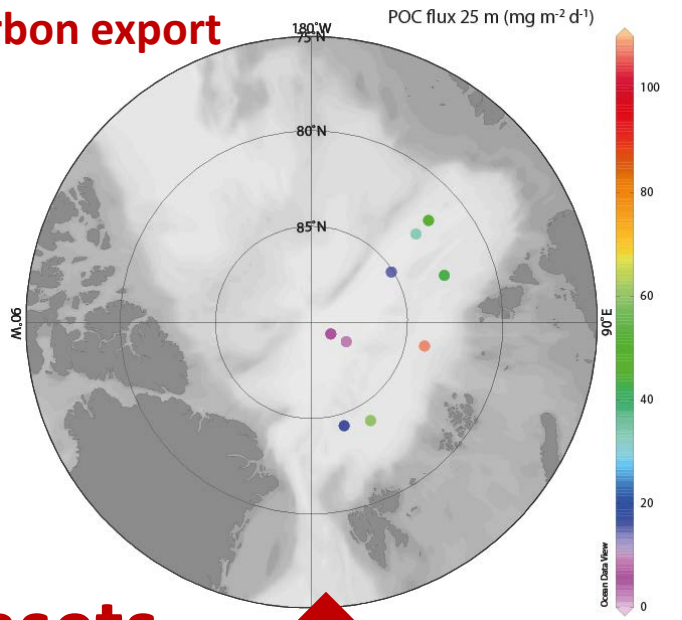 rbon export
POC flux 25 m (mg m⁻² d⁻¹)
180°W
75°N
80°N
85°N
90°W
90°E
100
80
60
40
20
0
Ocean Data View